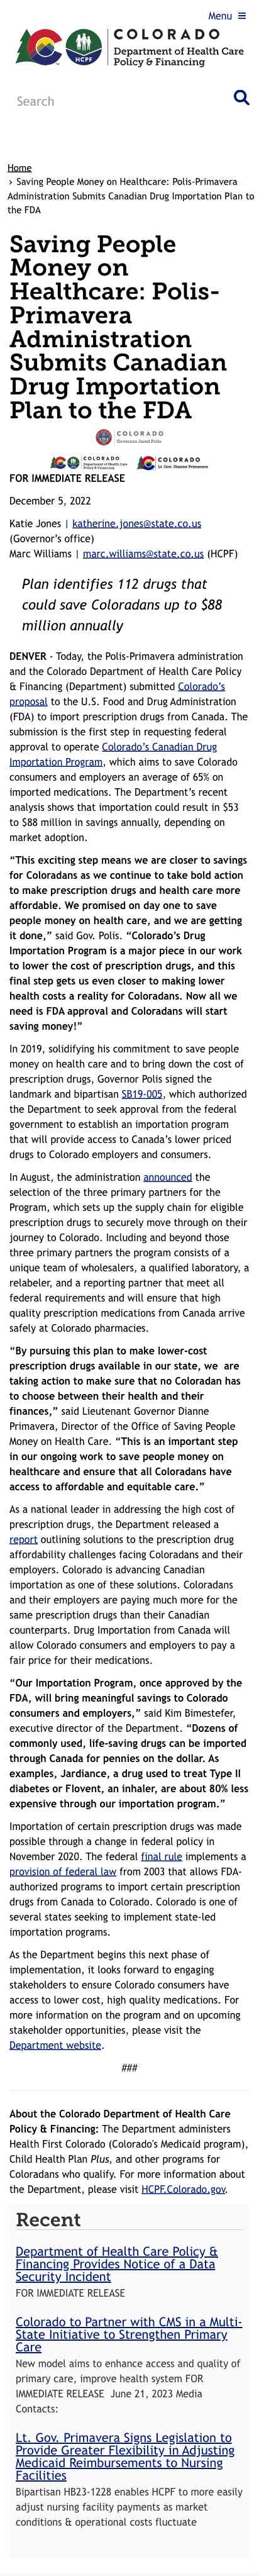 Menu ≡
COLORADO
Department of Health Care
Policy & Financing
HCPF
Search
Home
› Saving People Money on Healthcare: Polis-Primavera
Administration Submits Canadian Drug Importation Plan to
the FDA
Saving People
Money on
Healthcare: Polis-
Primavera
Administration
Submits Canadian
Drug Importation
Plan to the FDA
COLORADO
Governor Jared Polis
COLORADO
Department of Health Care
Policy & Financing
COLORADO
Lt. Gov. Dianne Primavera
FOR IMMEDIATE RELEASE
December 5, 2022
Katie Jones | katherine.jones@state.co.us
(Governor’s office)
Marc Williams | marc.williams@state.co.us (HCPF)
Plan identifies 112 drugs that
could save Coloradans up to $88
million annually
DENVER - Today, the Polis-Primavera administration
and the Colorado Department of Health Care Policy
& Financing (Department) submitted Colorado’s
proposal to the U.S. Food and Drug Administration
(FDA) to import prescription drugs from Canada. The
submission is the first step in requesting federal
approval to operate Colorado’s Canadian Drug
Importation Program, which aims to save Colorado
consumers and employers an average of 65% on
imported medications. The Department’s recent
analysis shows that importation could result in $53
to $88 million in savings annually, depending on
market adoption.
“This exciting step means we are closer to savings
for Coloradans as we continue to take bold action
to make prescription drugs and health care more
affordable. We promised on day one to save
people money on health care, and we are getting
it done,” said Gov. Polis. “Colorado’s Drug
Importation Program is a major piece in our work
to lower the cost of prescription drugs, and this
final step gets us even closer to making lower
health costs a reality for Coloradans. Now all we
need is FDA approval and Coloradans will start
saving money!”
In 2019, solidifying his commitment to save people
money on health care and to bring down the cost of
prescription drugs, Governor Polis signed the
landmark and bipartisan SB19-005, which authorized
the Department to seek approval from the federal
government to establish an importation program
that will provide access to Canada’s lower priced
drugs to Colorado employers and consumers.
In August, the administration announced the
selection of the three primary partners for the
Program, which sets up the supply chain for eligible
prescription drugs to securely move through on their
journey to Colorado. Including and beyond those
three primary partners the program consists of a
unique team of wholesalers, a qualified laboratory, a
relabeler, and a reporting partner that meet all
federal requirements and will ensure that high
quality prescription medications from Canada arrive
safely at Colorado pharmacies.
“By pursuing this plan to make lower-cost
prescription drugs available in our state, we are
taking action to make sure that no Coloradan has
to choose between their health and their
finances,” said Lieutenant Governor Dianne
Primavera, Director of the Office of Saving People
Money on Health Care. “This is an important step
in our ongoing work to save people money on
healthcare and ensure that all Coloradans have
access to affordable and equitable care.”
As a national leader in addressing the high cost of
prescription drugs, the Department released a
report outlining solutions to the prescription drug
affordability challenges facing Coloradans and their
employers. Colorado is advancing Canadian
importation as one of these solutions. Coloradans
and their employers are paying much more for the
same prescription drugs than their Canadian
counterparts. Drug Importation from Canada will
allow Colorado consumers and employers to pay a
fair price for their medications.
“Our Importation Program, once approved by the
FDA, will bring meaningful savings to Colorado
consumers and employers,” said Kim Bimestefer,
executive director of the Department. “Dozens of
commonly used, life-saving drugs can be imported
through Canada for pennies on the dollar. As
examples, Jardiance, a drug used to treat Type II
diabetes or Flovent, an inhaler, are about 80% less
expensive through our importation program.”
Importation of certain prescription drugs was made
possible through a change in federal policy in
November 2020. The federal final rule implements a
provision of federal law from 2003 that allows FDA-
authorized programs to import certain prescription
drugs from Canada to Colorado. Colorado is one of
several states seeking to implement state-led
importation programs.
As the Department begins this next phase of
implementation, it looks forward to engaging
stakeholders to ensure Colorado consumers have
access to lower cost, high quality medications. For
more information on the program and on upcoming
stakeholder opportunities, please visit the
Department website.
###
About the Colorado Department of Health Care
Policy & Financing: The Department administers
Health First Colorado (Colorado's Medicaid program),
Child Health Plan Plus, and other programs for
Coloradans who qualify. For more information about
the Department, please visit HCPF.Colorado.gov.
Recent
Department of Health Care Policy &
Financing Provides Notice of a Data
Security Incident
FOR IMMEDIATE RELEASE
Colorado to Partner with CMS in a Multi-
State Initiative to Strengthen Primary
Care
New model aims to enhance access and quality of
primary care, improve health system FOR
IMMEDIATE RELEASE June 21, 2023 Media
Contacts:
Lt. Gov. Primavera Signs Legislation to
Provide Greater Flexibility in Adjusting
Medicaid Reimbursements to Nursing
Facilities
Bipartisan HB23-1228 enables HCPF to more easily
adjust nursing facility payments as market
conditions & operational costs fluctuate